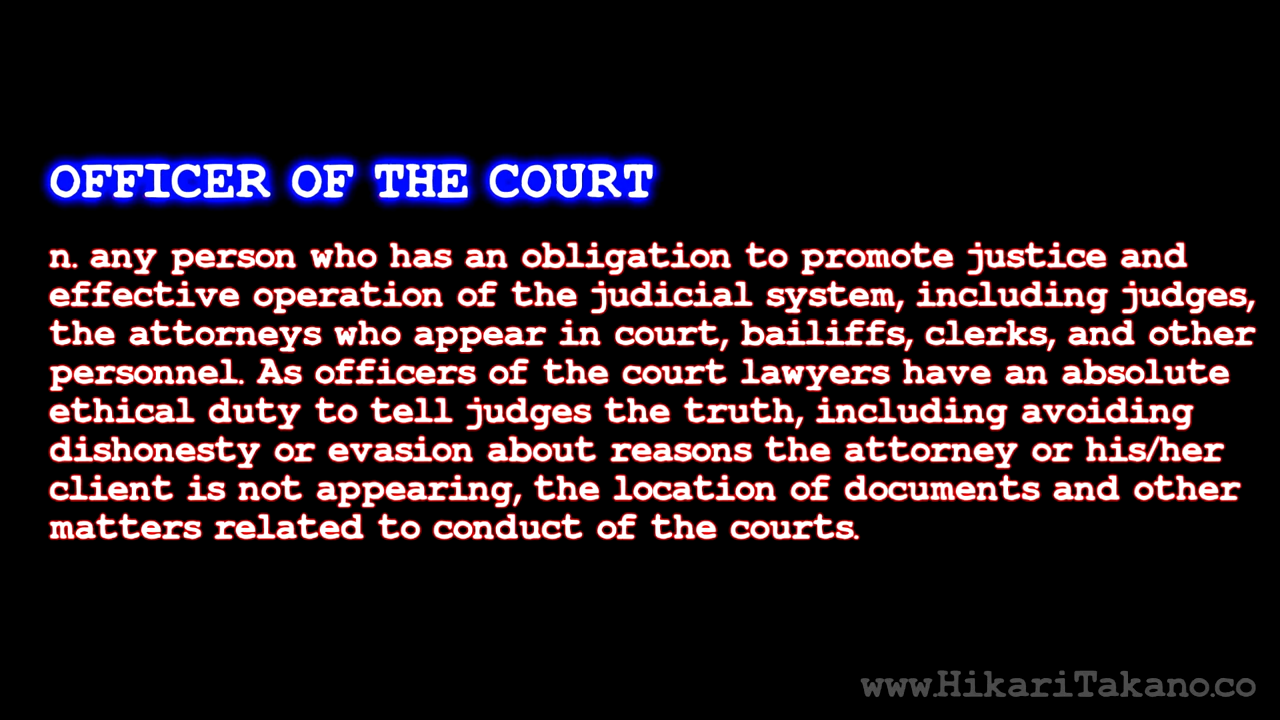 OFFICER OF THE COURT
n. any person who has an obligation to promote justice and
effective operation of the judicial system, including judges,
the attorneys who appear in court, bailiffs, clerks, and other
personnel. As officers of the court lawyers have an absolute
ethical duty to tell judges the truth, including avoiding
dishonesty or evasion about reasons the attorney or his/her
client is not appearing, the location of documents and other
matters related to conduct of the courts.
www.HikariTakano.co